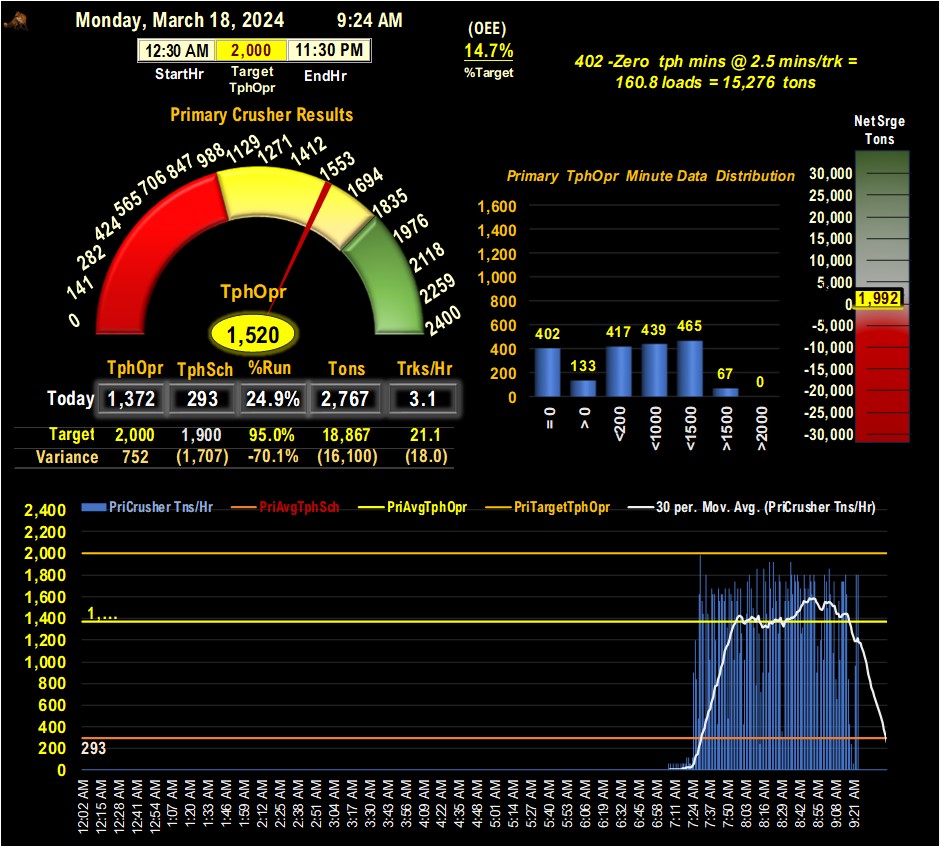 Monday, March 18, 2024 9:24 AM
12:30 AM 2,000 11:30 PM
StartHr Target TphOpr EndHr
(OEE)
14.7%
%Target
402 -Zero tph mins @ 2.5 mins/trk =
160.8 loads = 15,276 tons
Primary Crusher Results
0 141 282 424 565 706 847 988 1129 1271 1412 1553 1694 1835 1976 2118 2259 2400
TphOpr
1,520
TphOpr TphSch %Run Tons Trks/Hr
Today 1,372 293 24.9% 2,767 3.1
Target 2,000 1,900 95.0% 18,867 21.1
Variance 752 (1,707) -70.1% (16,100) (18.0)
Primary TphOpr Minute Data Distribution
1,600
1,400
1,200
1,000
800
600
400
200
0
402 133 417 439 465 67 0
= 0 > 0 <200 <1000 <1500 >1500 >2000
Net Srge
Tons
30,000
25,000
20,000
15,000
10,000
5,000
0
1,992
-5,000
-10,000
-15,000
-20,000
-25,000
-30,000
PriCrusher Tns/Hr PriAvgTphSch PriAvgTphOpr PriTargetTphOpr 30 per. Mov. Avg. (PriCrusher Tns/Hr)
2,400
2,200
2,000
1,800
1,600
1,400
1,200
1,000
800
600
400
200
0
1,...
293
12:02 AM 12:15 AM 12:28 AM 12:41 AM 12:54 AM 1:07 AM 1:20 AM 1:33 AM 1:46 AM 1:59 AM 2:12 AM 2:25 AM 2:38 AM 2:51 AM 3:04 AM 3:17 AM 3:30 AM 3:43 AM 3:56 AM 4:09 AM 4:22 AM 4:35 AM 4:48 AM 5:01 AM 5:14 AM 5:27 AM 5:40 AM 5:53 AM 6:06 AM 6:19 AM 6:32 AM 6:45 AM 6:58 AM 7:11 AM 7:24 AM 7:37 AM 7:50 AM 8:03 AM 8:16 AM 8:29 AM 8:42 AM 8:55 AM 9:08 AM 9:21 AM